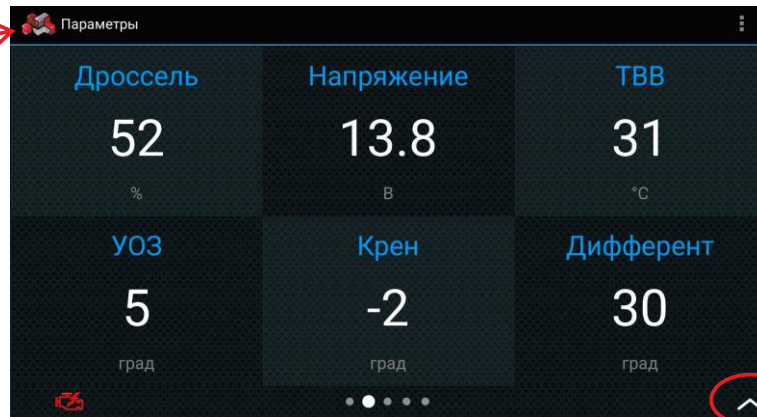 Параметры
Дроссель Напряжение ТВВ
52 13.8 31
% В °C
УОЗ Крен Дифферент
5 -2 30
град град град